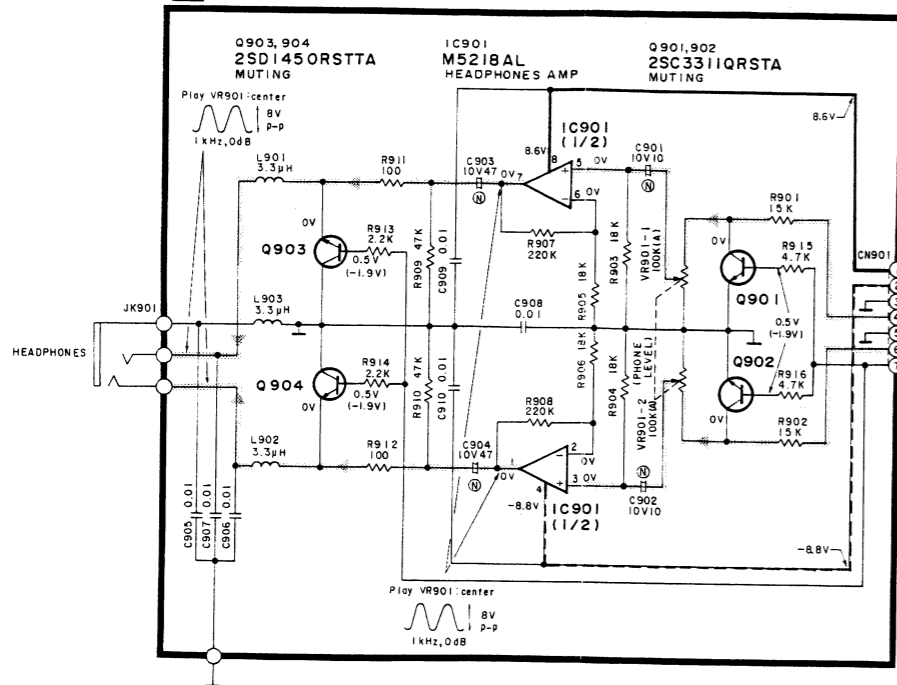 Q903, 904
2SD1450RSTTA
MUTING
IC901
M5218AL
HEADPHONES AMP
Q901, 902
2SC3311QRSTA
MUTING
Play VR901:center
8V
p-p
1kHz, 0dB
8.6V
IC901
(1/2)
8.6V
8
C901
10V10
N
L901
3.3μH
R911
100
C903
10V47
N
0V
7
5
0V
6
0V
R901
15K
0V
Q903
R913
2.2K
0.5V
(-1.9V)
R909 47K
C909 0.01
R907
220K
R905 18K
R903 18K
VR901-1
100K(A)
0V
Q901
R915
4.7K
CN901
JK901
L903
3.3μH
C908
0.01
0.5V
(-1.9V)
HEADPHONES
Q904
0V
R914
2.2K
0.5V
(-1.9V)
R910 47K
C910 0.01
R908
220K
R906 18K
R904 18K
(PHONE
LEVEL)
VR901-2
100K(A)
Q902
0V
R916
4.7K
R902
15K
L902
3.3μH
R912
100
C904
10V47
N
1
0V
2
0V
3
0V
4
-8.8V
IC901
(1/2)
N
C902
10V10
C905 0.01
C907 0.01
C906 0.01
-8.8V
Play VR901:center
8V
p-p
1kHz, 0dB